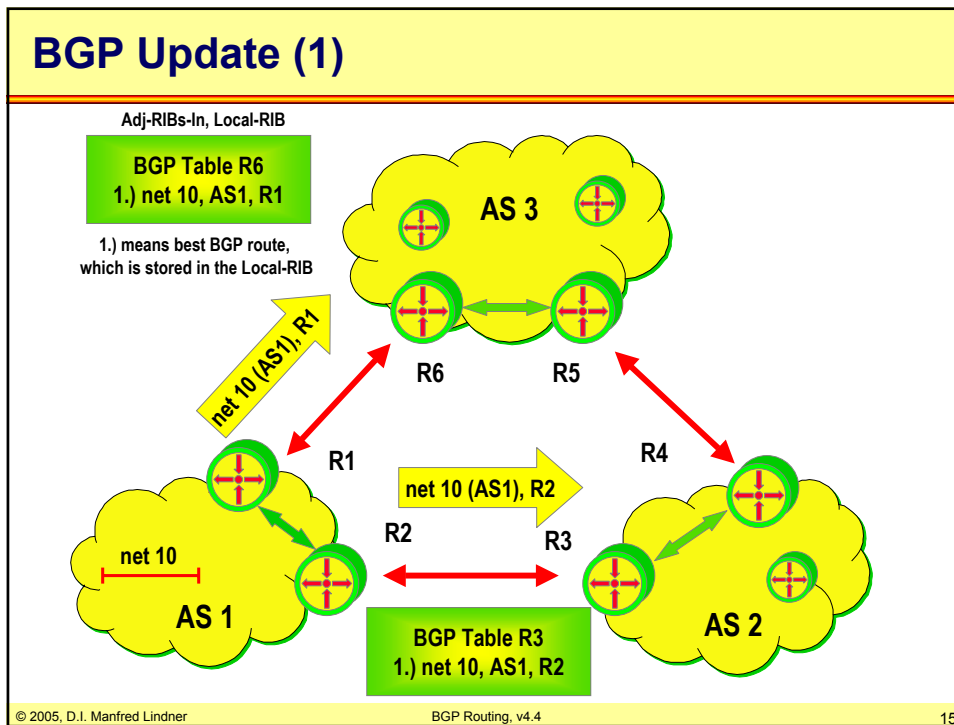 BGP Update (1)
Adj-RIBs-In, Local-RIB
BGP Table R6
1.) net 10, AS1, R1
1.) means best BGP route,
which is stored in the Local-RIB
AS 3
net 10 (AS1), R1
R6
R5
R1
R4
net 10 (AS1), R2
R2
R3
net 10
AS 1
AS 2
BGP Table R3
1.) net 10, AS1, R2
© 2005, D.I. Manfred Lindner
BGP Routing, v4.4
15